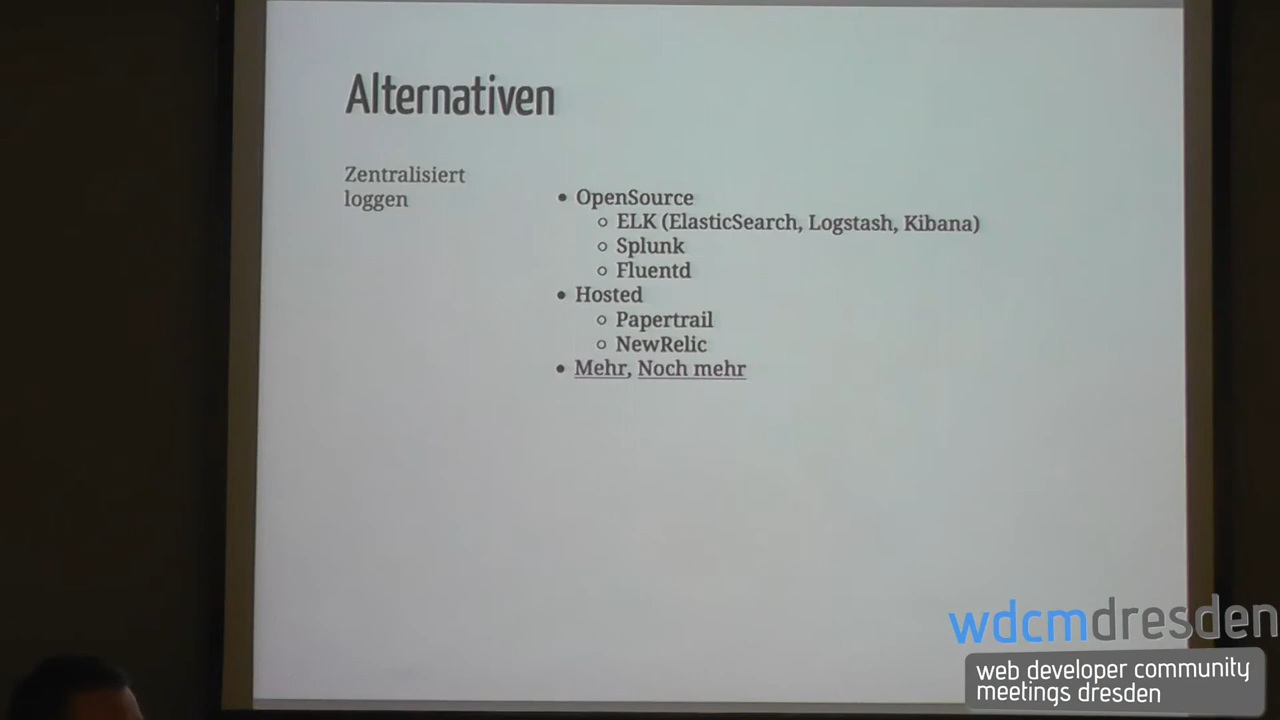 Alternativen
Zentralisiert
loggen
• OpenSource
○ ELK (ElasticSearch, Logstash, Kibana)
○ Splunk
○ Fluentd
• Hosted
○ Papertrail
○ NewRelic
• Mehr, Noch mehr
wdcmdresden
web developer community
meetings dresden